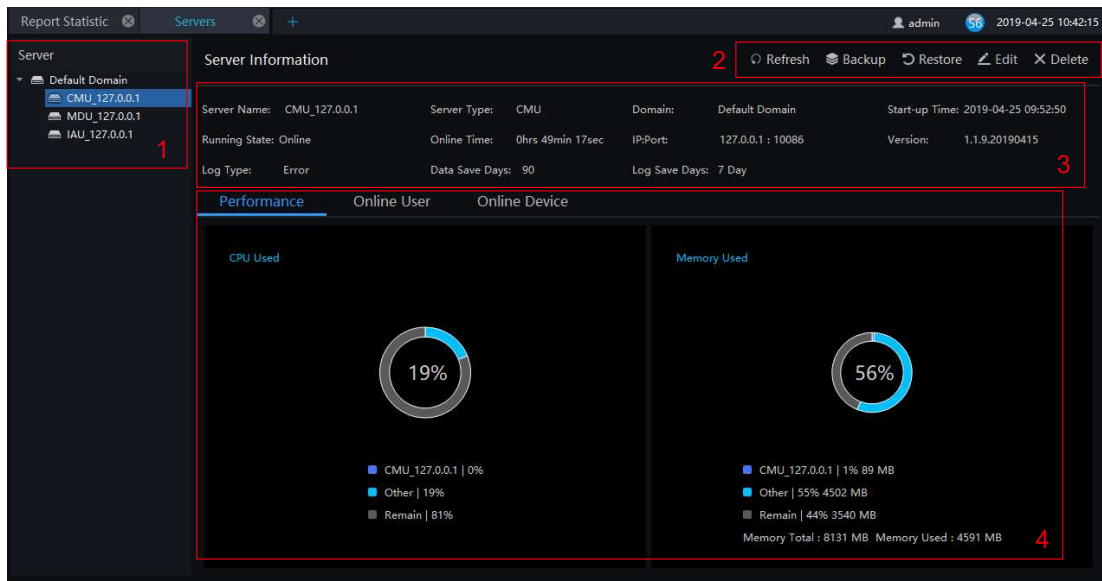 Report Statistic Servers + admin 56 2019-04-25 10:42:15
Server
Default Domain
CMU_127.0.0.1
MDU_127.0.0.1
IAU_127.0.0.1
1
Server Information 2 Refresh Backup Restore Edit Delete
Server Name: CMU_127.0.0.1 Server Type: CMU Domain: Default Domain Start-up Time: 2019-04-25 09:52:50
Running State: Online Online Time: 0hrs 49min 17sec IP:Port: 127.0.0.1 : 10086 Version: 1.1.9.20190415
Log Type: Error Data Save Days: 90 Log Save Days: 7 Day 3
Performance Online User Online Device
CPU Used
19%
CMU_127.0.0.1 | 0%
Other | 19%
Remain | 81%
Memory Used
56%
CMU_127.0.0.1 | 1% 89 MB
Other | 55% 4502 MB
Remain | 44% 3540 MB
Memory Total : 8131 MB Memory Used : 4591 MB 4